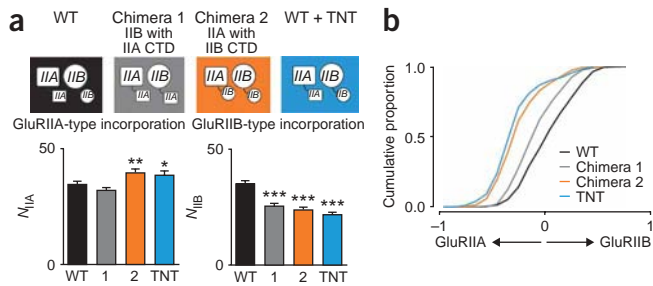 a
WT
Chimera 1
IIB with
IIA CTD
Chimera 2
IIA with
IIB CTD
WT + TNT
IIA IIB IIA IIB IIA IIB IIA IIB
IIA IIB IIA IIA IIB IIB IIA IIB
GluRIIA-type incorporation
GluRIIB-type incorporation
50
NIIA
0
** *
WT 1 2 TNT
50
NIIB
0
*** *** ***
WT 1 2 TNT
b
Cumulative proportion
1.0
0.5
0.0
WT
Chimera 1
Chimera 2
TNT
–1 0 1
GluRIIA GluRIIB